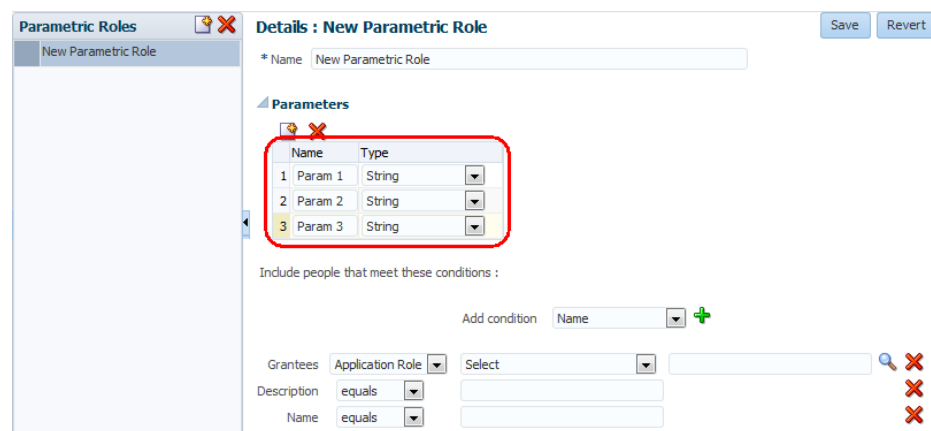 Parametric Roles
New Parametric Role
Details : New Parametric Role
Save
Revert
* Name New Parametric Role
Parameters
Name Type
1 Param 1 String
2 Param 2 String
3 Param 3 String
Include people that meet these conditions :
Add condition Name
Grantees Application Role Select
Description equals
Name equals